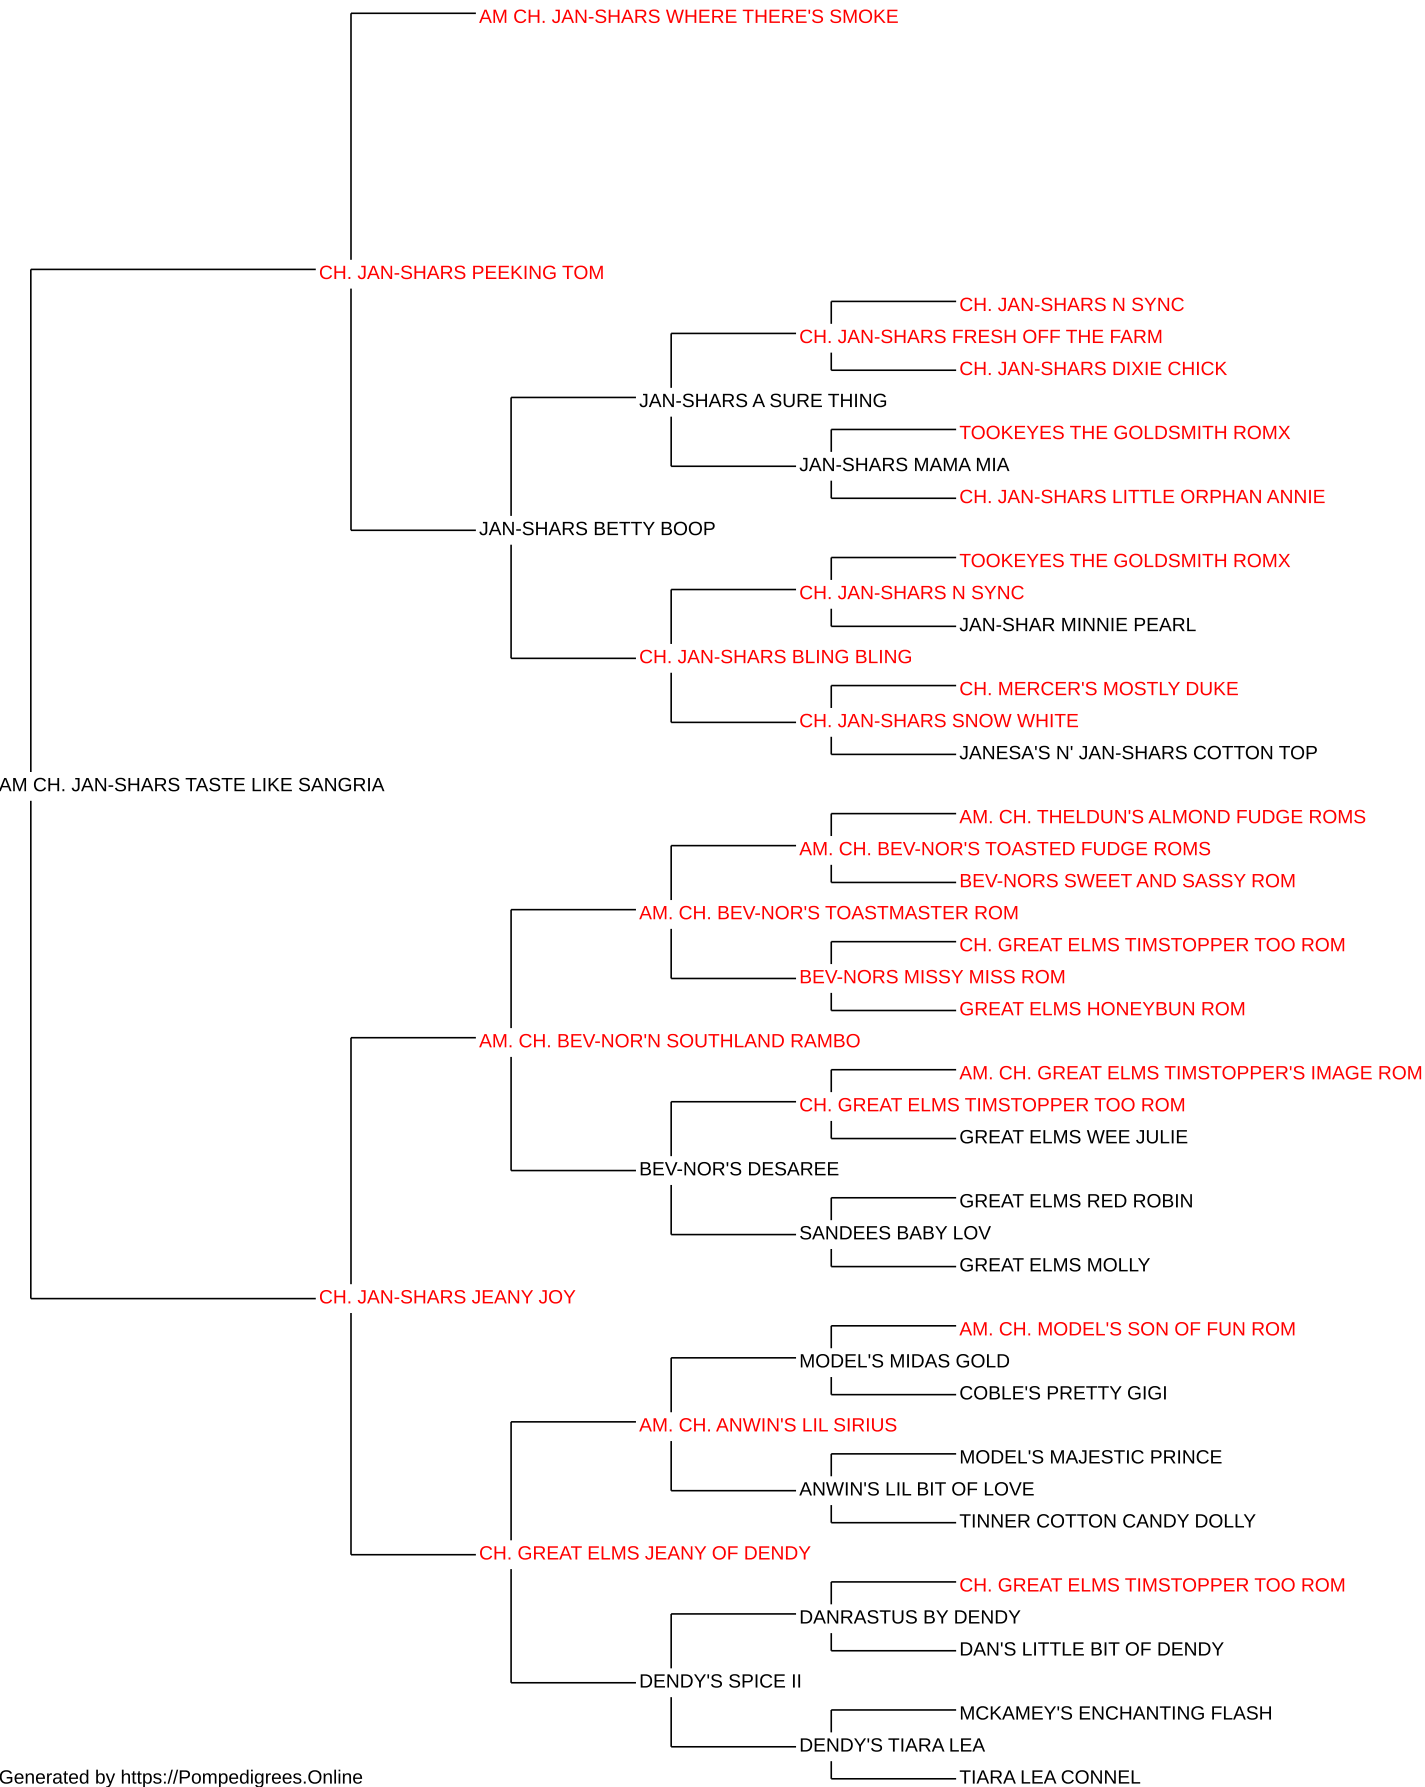 AM CH. JAN-SHARS WHERE THERE'S SMOKE
CH. JAN-SHARS PEEKING TOM
CH. JAN-SHARS N SYNC
CH. JAN-SHARS FRESH OFF THE FARM
CH. JAN-SHARS DIXIE CHICK
JAN-SHARS A SURE THING
TOOKEYES THE GOLDSMITH ROMX
JAN-SHARS MAMA MIA
CH. JAN-SHARS LITTLE ORPHAN ANNIE
JAN-SHARS BETTY BOOP
TOOKEYES THE GOLDSMITH ROMX
CH. JAN-SHARS N SYNC
JAN-SHAR MINNIE PEARL
CH. JAN-SHARS BLING BLING
CH. MERCER'S MOSTLY DUKE
CH. JAN-SHARS SNOW WHITE
JANESA'S N' JAN-SHARS COTTON TOP
AM CH. JAN-SHARS TASTE LIKE SANGRIA
AM. CH. THELDUN'S ALMOND FUDGE ROMS
AM. CH. BEV-NOR'S TOASTED FUDGE ROMS
BEV-NORS SWEET AND SASSY ROM
AM. CH. BEV-NOR'S TOASTMASTER ROM
CH. GREAT ELMS TIMSTOPPER TOO ROM
BEV-NORS MISSY MISS ROM
GREAT ELMS HONEYBUN ROM
AM. CH. BEV-NOR'N SOUTHLAND RAMBO
AM. CH. GREAT ELMS TIMSTOPPER'S IMAGE ROM
CH. GREAT ELMS TIMSTOPPER TOO ROM
GREAT ELMS WEE JULIE
BEV-NOR'S DESAREE
GREAT ELMS RED ROBIN
SANDEES BABY LOV
GREAT ELMS MOLLY
CH. JAN-SHARS JEANY JOY
AM. CH. MODEL'S SON OF FUN ROM
MODEL'S MIDAS GOLD
COBLE'S PRETTY GIGI
AM. CH. ANWIN'S LIL SIRIUS
MODEL'S MAJESTIC PRINCE
ANWIN'S LIL BIT OF LOVE
TINNER COTTON CANDY DOLLY
CH. GREAT ELMS JEANY OF DENDY
CH. GREAT ELMS TIMSTOPPER TOO ROM
DANRASTUS BY DENDY
DAN'S LITTLE BIT OF DENDY
DENDY'S SPICE II
MCKAMEY'S ENCHANTING FLASH
DENDY'S TIARA LEA
TIARA LEA CONNEL
Generated by https://Pompedigrees.Online